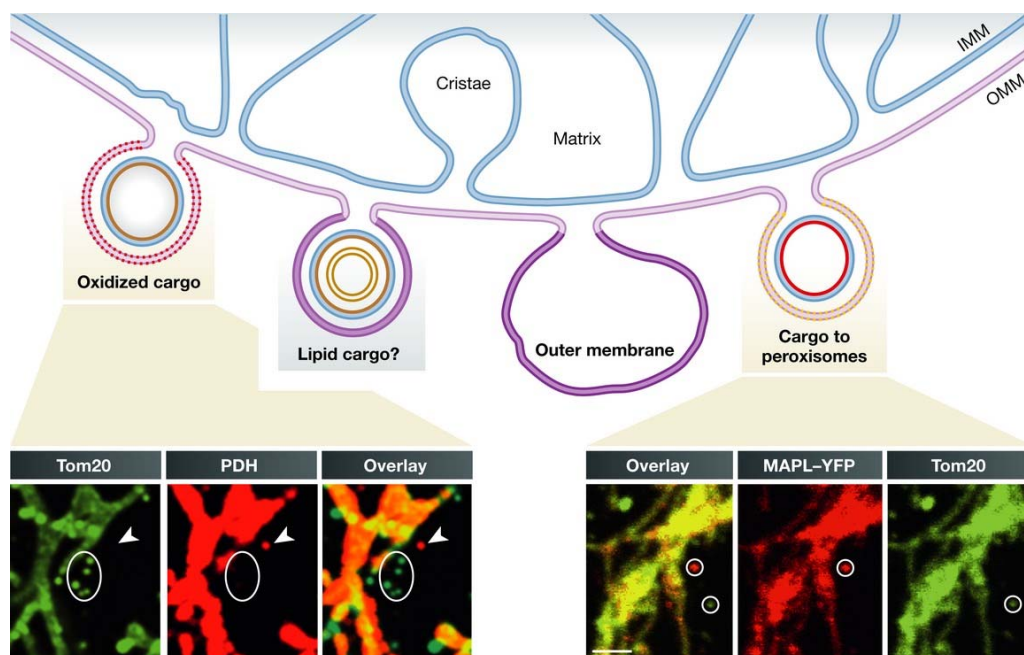 IMM
OMM
Cristae
Matrix
Oxidized cargo
Lipid cargo?
Outer membrane
Cargo to
peroxisomes
Tom20
PDH
Overlay
Overlay
MAPL–YFP
Tom20